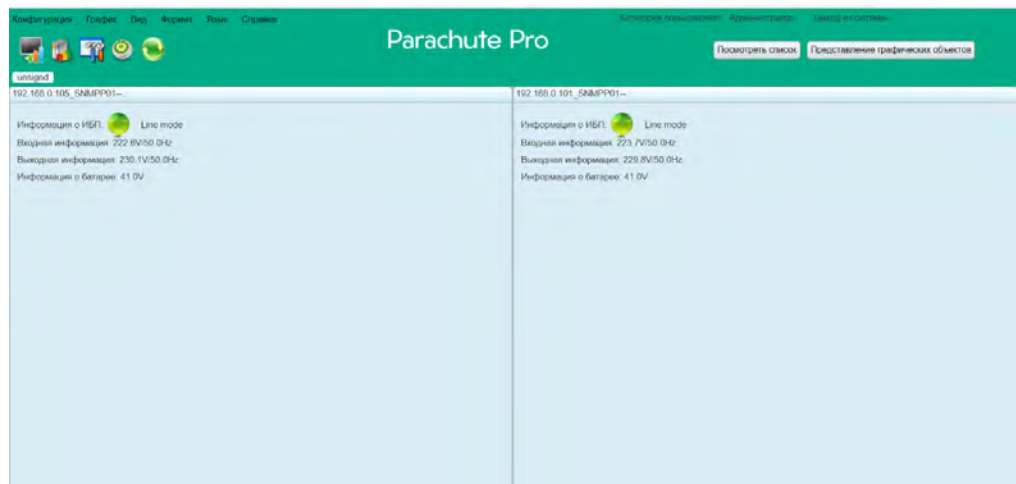 Конфигурация График Вид Формат Язык Справка
Категория пользователя: Администратор Выход из системы
Parachute Pro
Посмотреть список Представление графических объектов
unsignd
192.168.0.105_SNMPP01--
Информация о ИБП: Line mode
Входная информация: 222.8V/50.0Hz
Выходная информация: 230.1V/50.0Hz
Информация о батарее: 41.0V
192.168.0.101_SNMPP01--
Информация о ИБП: Line mode
Входная информация: 223.7V/50.0Hz
Выходная информация: 229.8V/50.0Hz
Информация о батарее: 41.0V